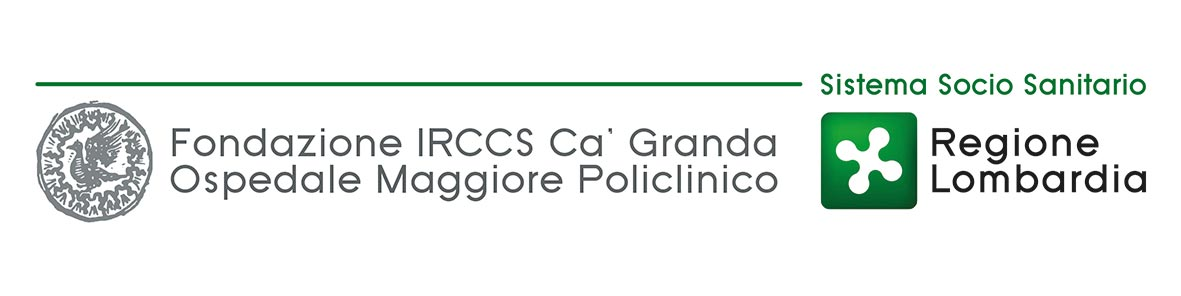 Sistema Socio Sanitario
Fondazione IRCCS Ca' Granda
Ospedale Maggiore Policlinico
Regione
Lombardia